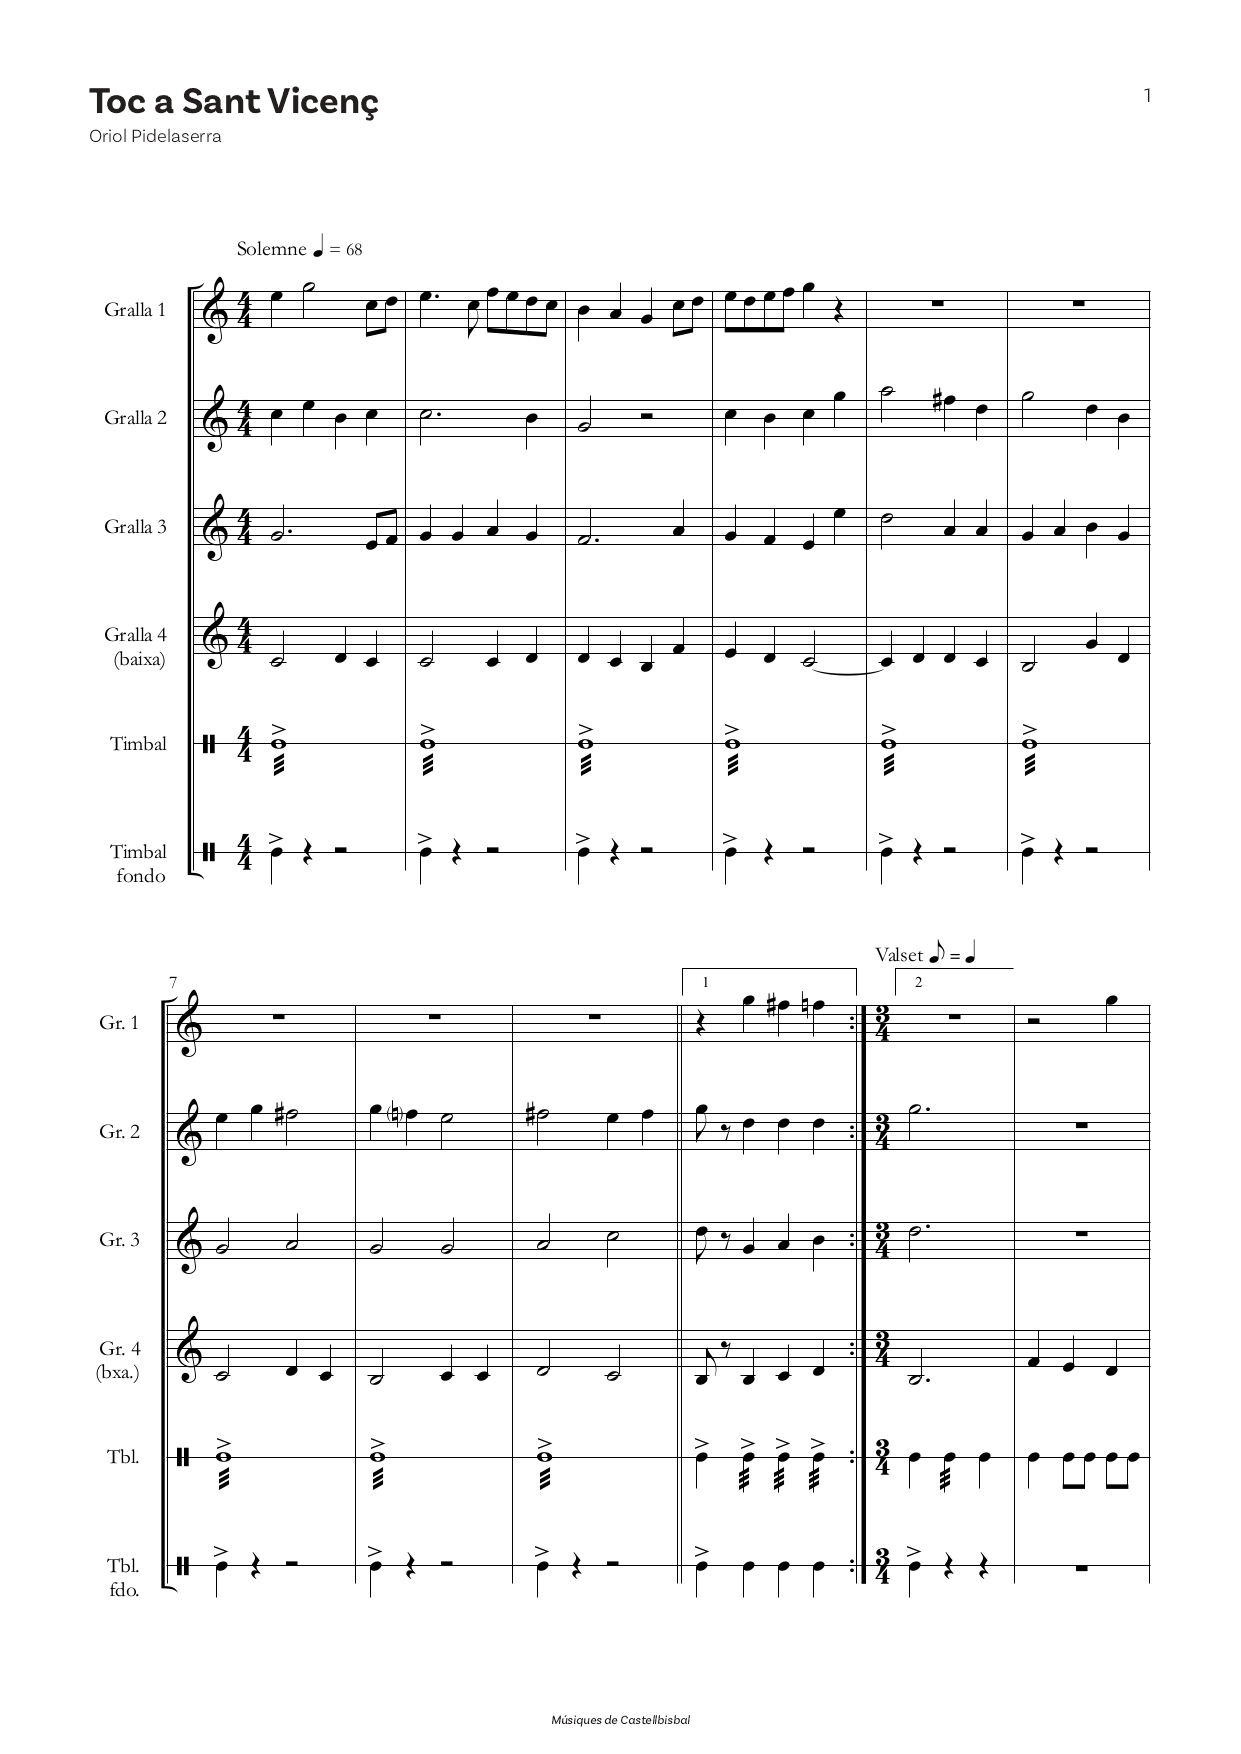 Toc a Sant Vicenç
1
Oriol Pidelaserra
Solemne ♩ = 68
Gralla 1
Gralla 2
Gralla 3
Gralla 4
(baixa)
Timbal
Timbal
fondo
Valset ♪ = ♩
7
1
2
Gr. 1
Gr. 2
Gr. 3
Gr. 4
(bxa.)
Tbl.
Tbl.
fdo.
Músiques de Castellbisbal